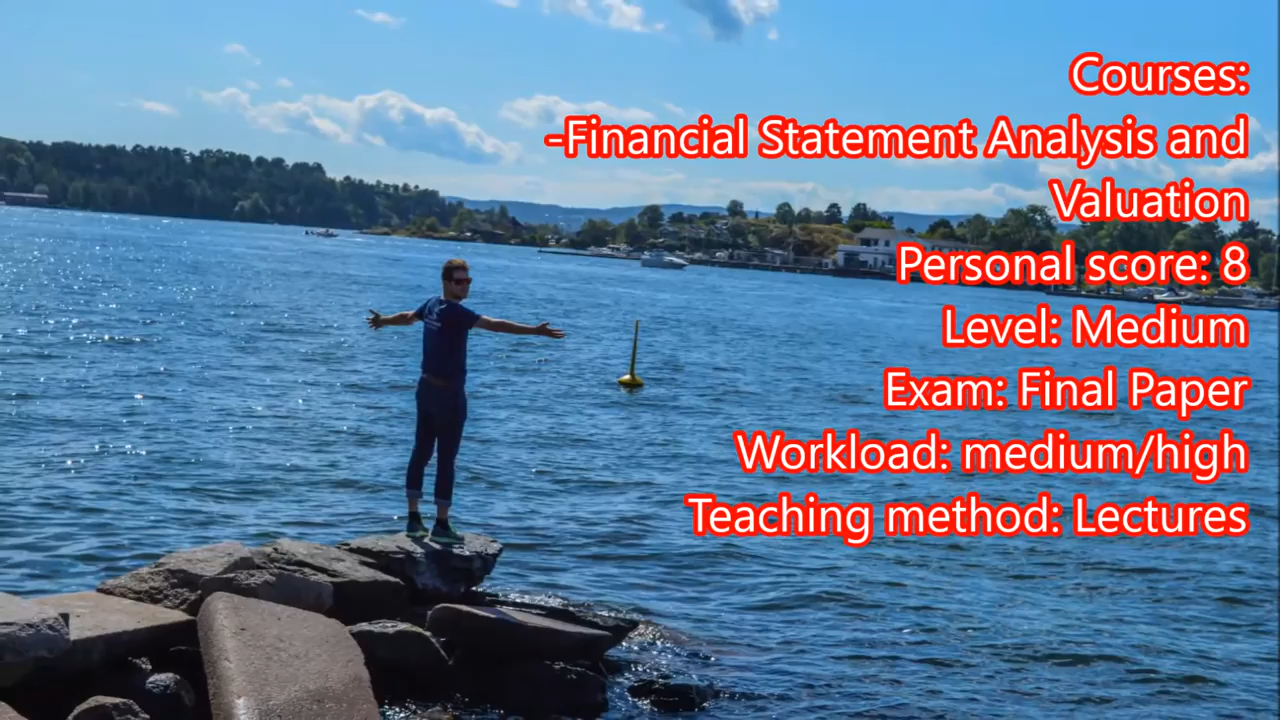 Courses:
-Financial Statement Analysis and
Valuation
Personal score: 8
Level: Medium
Exam: Final Paper
Workload: medium/high
Teaching method: Lectures